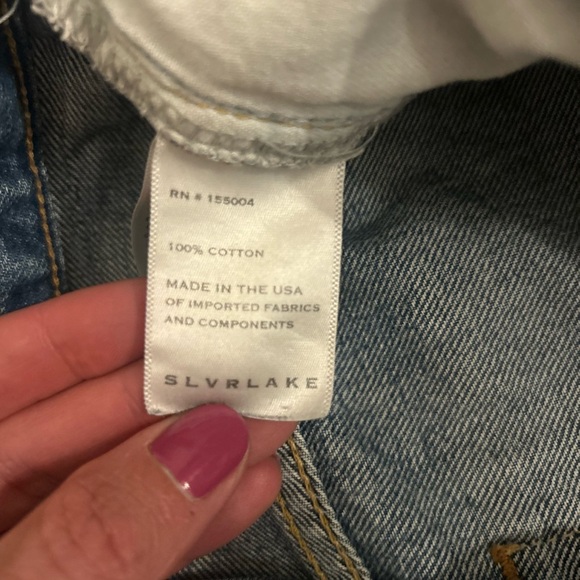 RN # 155004
100% COTTON
MADE IN THE USA
OF IMPORTED FABRICS
AND COMPONENTS
SLVRLAKE